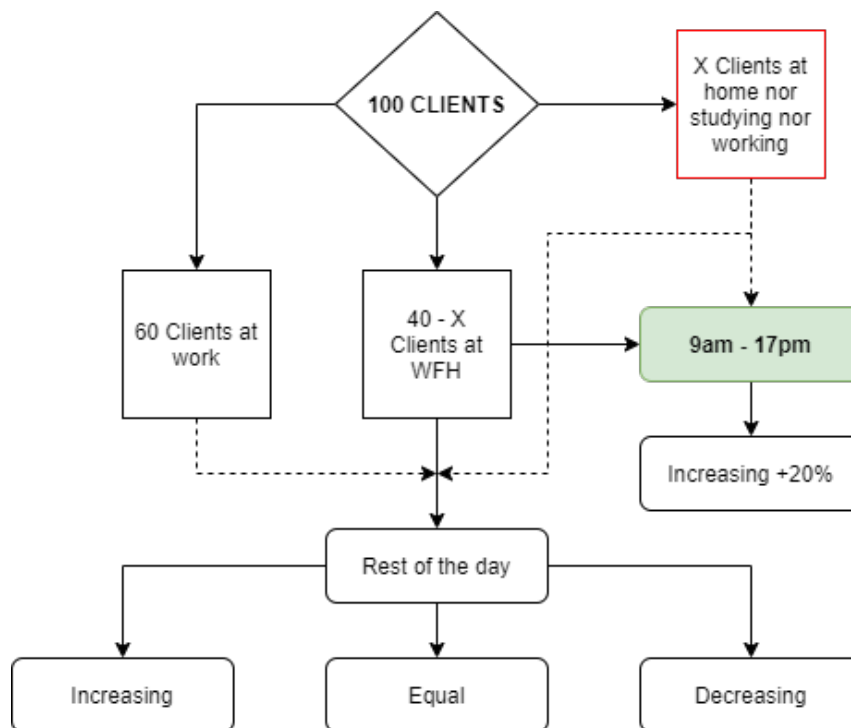 100 CLIENTS
X Clients at
home nor
studying nor
working
60 Clients at
work
40 - X
Clients at
WFH
9am - 17pm
Increasing +20%
Rest of the day
Increasing
Equal
Decreasing